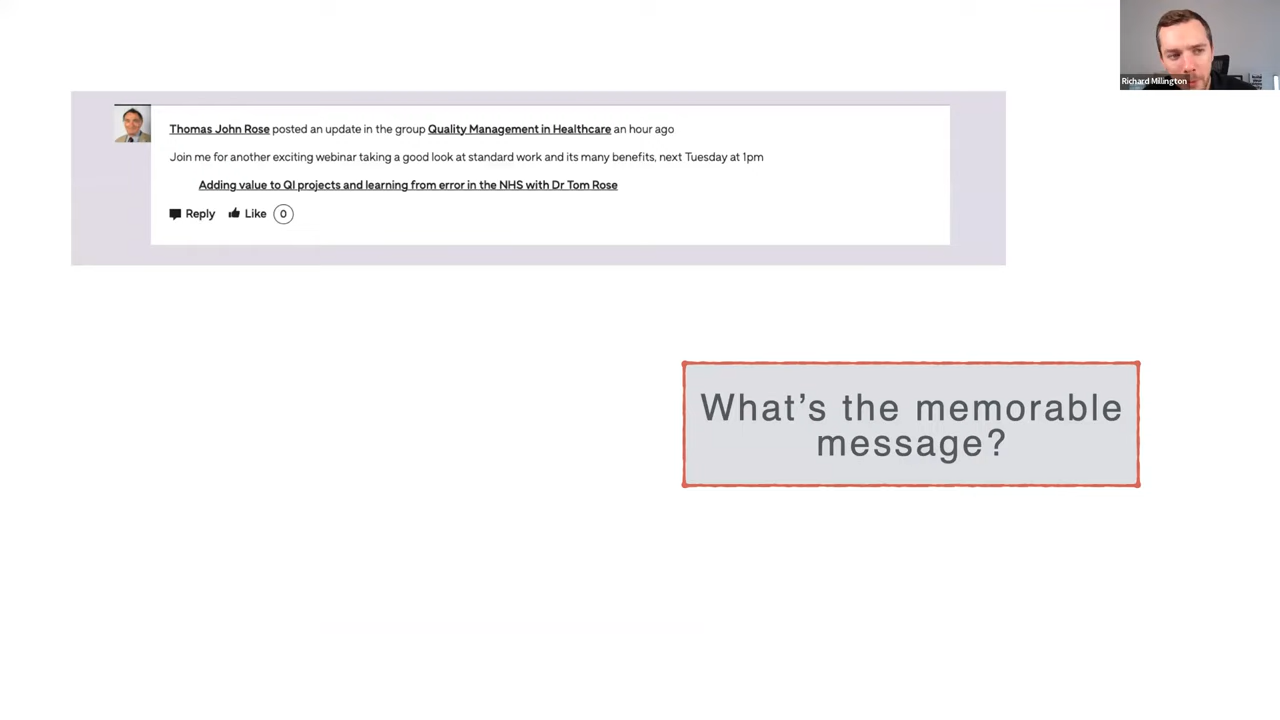 Richard Millington
Thomas John Rose posted an update in the group Quality Management in Healthcare an hour ago
Join me for another exciting webinar taking a good look at standard work and its many benefits, next Tuesday at 1pm
Adding value to QI projects and learning from error in the NHS with Dr Tom Rose
Reply Like 0
What's the memorable
message?